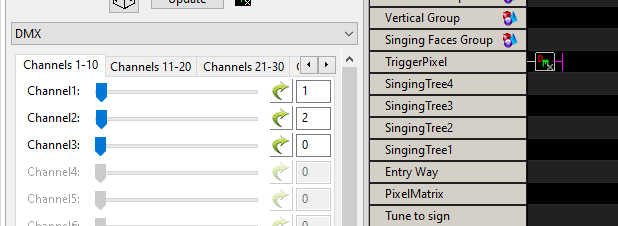 Update
DMX
Channels 1-10
Channels 11-20
Channels 21-30
Channel1:
1
Channel2:
2
Channel3:
0
Channel4:
0
Channel5:
0
Vertical Group
Singing Faces Group
TriggerPixel
SingingTree4
SingingTree3
SingingTree2
SingingTree1
Entry Way
PixelMatrix
Tune to sign